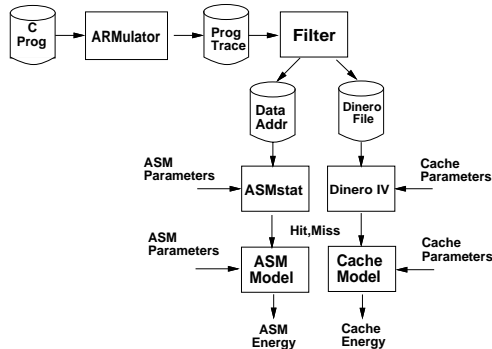 C
Prog
ARMulator
Prog
Trace
Filter
Data
Addr
Dinero
File
ASM
Parameters
ASMstat
Dinero IV
Cache
Parameters
Hit,Miss
ASM
Parameters
ASM
Model
Cache
Model
Cache
Parameters
ASM
Energy
Cache
Energy